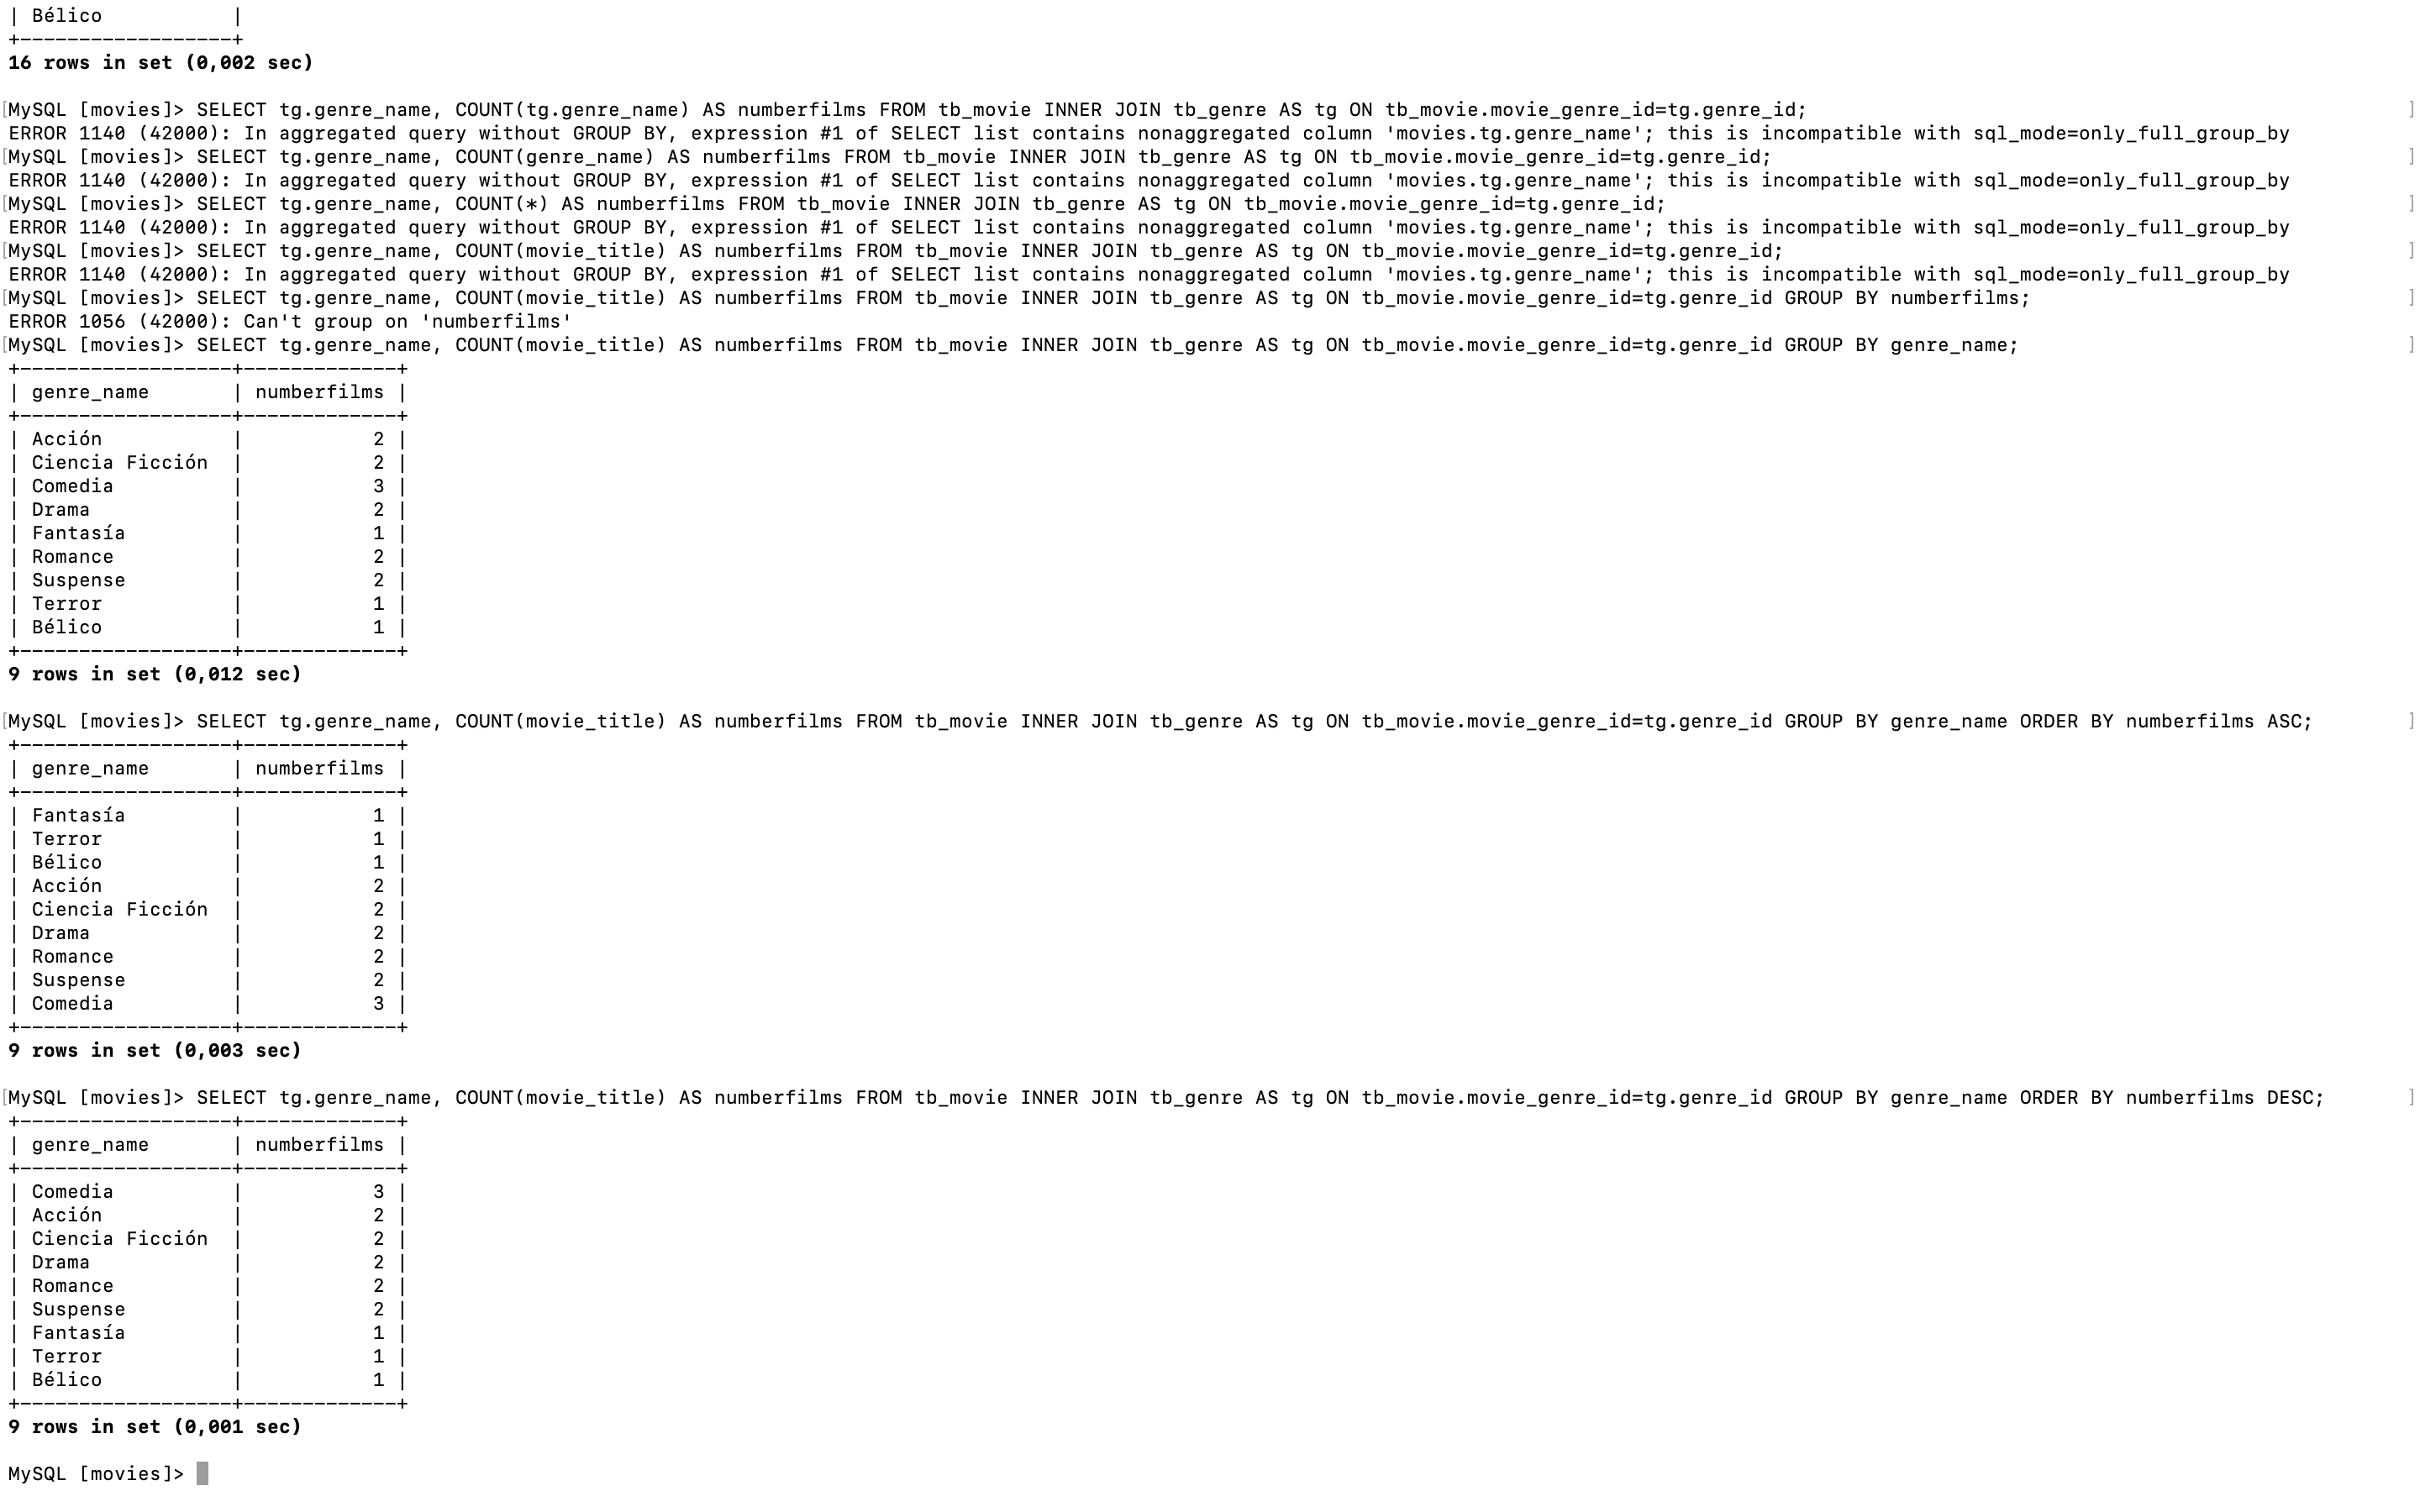 | Bélico           |
+------------------+
16 rows in set (0,002 sec)
[MySQL [movies]> SELECT tg.genre_name, COUNT(tg.genre_name) AS numberfilms FROM tb_movie INNER JOIN tb_genre AS tg ON tb_movie.movie_genre_id=tg.genre_id; ]
ERROR 1140 (42000): In aggregated query without GROUP BY, expression #1 of SELECT list contains nonaggregated column 'movies.tg.genre_name'; this is incompatible with sql_mode=only_full_group_by
[MySQL [movies]> SELECT tg.genre_name, COUNT(genre_name) AS numberfilms FROM tb_movie INNER JOIN tb_genre AS tg ON tb_movie.movie_genre_id=tg.genre_id; ]
ERROR 1140 (42000): In aggregated query without GROUP BY, expression #1 of SELECT list contains nonaggregated column 'movies.tg.genre_name'; this is incompatible with sql_mode=only_full_group_by
[MySQL [movies]> SELECT tg.genre_name, COUNT(*) AS numberfilms FROM tb_movie INNER JOIN tb_genre AS tg ON tb_movie.movie_genre_id=tg.genre_id; ]
ERROR 1140 (42000): In aggregated query without GROUP BY, expression #1 of SELECT list contains nonaggregated column 'movies.tg.genre_name'; this is incompatible with sql_mode=only_full_group_by
[MySQL [movies]> SELECT tg.genre_name, COUNT(movie_title) AS numberfilms FROM tb_movie INNER JOIN tb_genre AS tg ON tb_movie.movie_genre_id=tg.genre_id; ]
ERROR 1140 (42000): In aggregated query without GROUP BY, expression #1 of SELECT list contains nonaggregated column 'movies.tg.genre_name'; this is incompatible with sql_mode=only_full_group_by
[MySQL [movies]> SELECT tg.genre_name, COUNT(movie_title) AS numberfilms FROM tb_movie INNER JOIN tb_genre AS tg ON tb_movie.movie_genre_id=tg.genre_id GROUP BY numberfilms; ]
ERROR 1056 (42000): Can't group on 'numberfilms'
[MySQL [movies]> SELECT tg.genre_name, COUNT(movie_title) AS numberfilms FROM tb_movie INNER JOIN tb_genre AS tg ON tb_movie.movie_genre_id=tg.genre_id GROUP BY genre_name; ]
+------------------+-------------+
| genre_name       | numberfilms |
+------------------+-------------+
| Acción           |           2 |
| Ciencia Ficción  |           2 |
| Comedia          |           3 |
| Drama            |           2 |
| Fantasía         |           1 |
| Romance          |           2 |
| Suspense         |           2 |
| Terror           |           1 |
| Bélico           |           1 |
+------------------+-------------+
9 rows in set (0,012 sec)
[MySQL [movies]> SELECT tg.genre_name, COUNT(movie_title) AS numberfilms FROM tb_movie INNER JOIN tb_genre AS tg ON tb_movie.movie_genre_id=tg.genre_id GROUP BY genre_name ORDER BY numberfilms ASC; ]
+------------------+-------------+
| genre_name       | numberfilms |
+------------------+-------------+
| Fantasía         |           1 |
| Terror           |           1 |
| Bélico           |           1 |
| Acción           |           2 |
| Ciencia Ficción  |           2 |
| Drama            |           2 |
| Romance          |           2 |
| Suspense         |           2 |
| Comedia          |           3 |
+------------------+-------------+
9 rows in set (0,003 sec)
[MySQL [movies]> SELECT tg.genre_name, COUNT(movie_title) AS numberfilms FROM tb_movie INNER JOIN tb_genre AS tg ON tb_movie.movie_genre_id=tg.genre_id GROUP BY genre_name ORDER BY numberfilms DESC; ]
+------------------+-------------+
| genre_name       | numberfilms |
+------------------+-------------+
| Comedia          |           3 |
| Acción           |           2 |
| Ciencia Ficción  |           2 |
| Drama            |           2 |
| Romance          |           2 |
| Suspense         |           2 |
| Fantasía         |           1 |
| Terror           |           1 |
| Bélico           |           1 |
+------------------+-------------+
9 rows in set (0,001 sec)
MySQL [movies]>